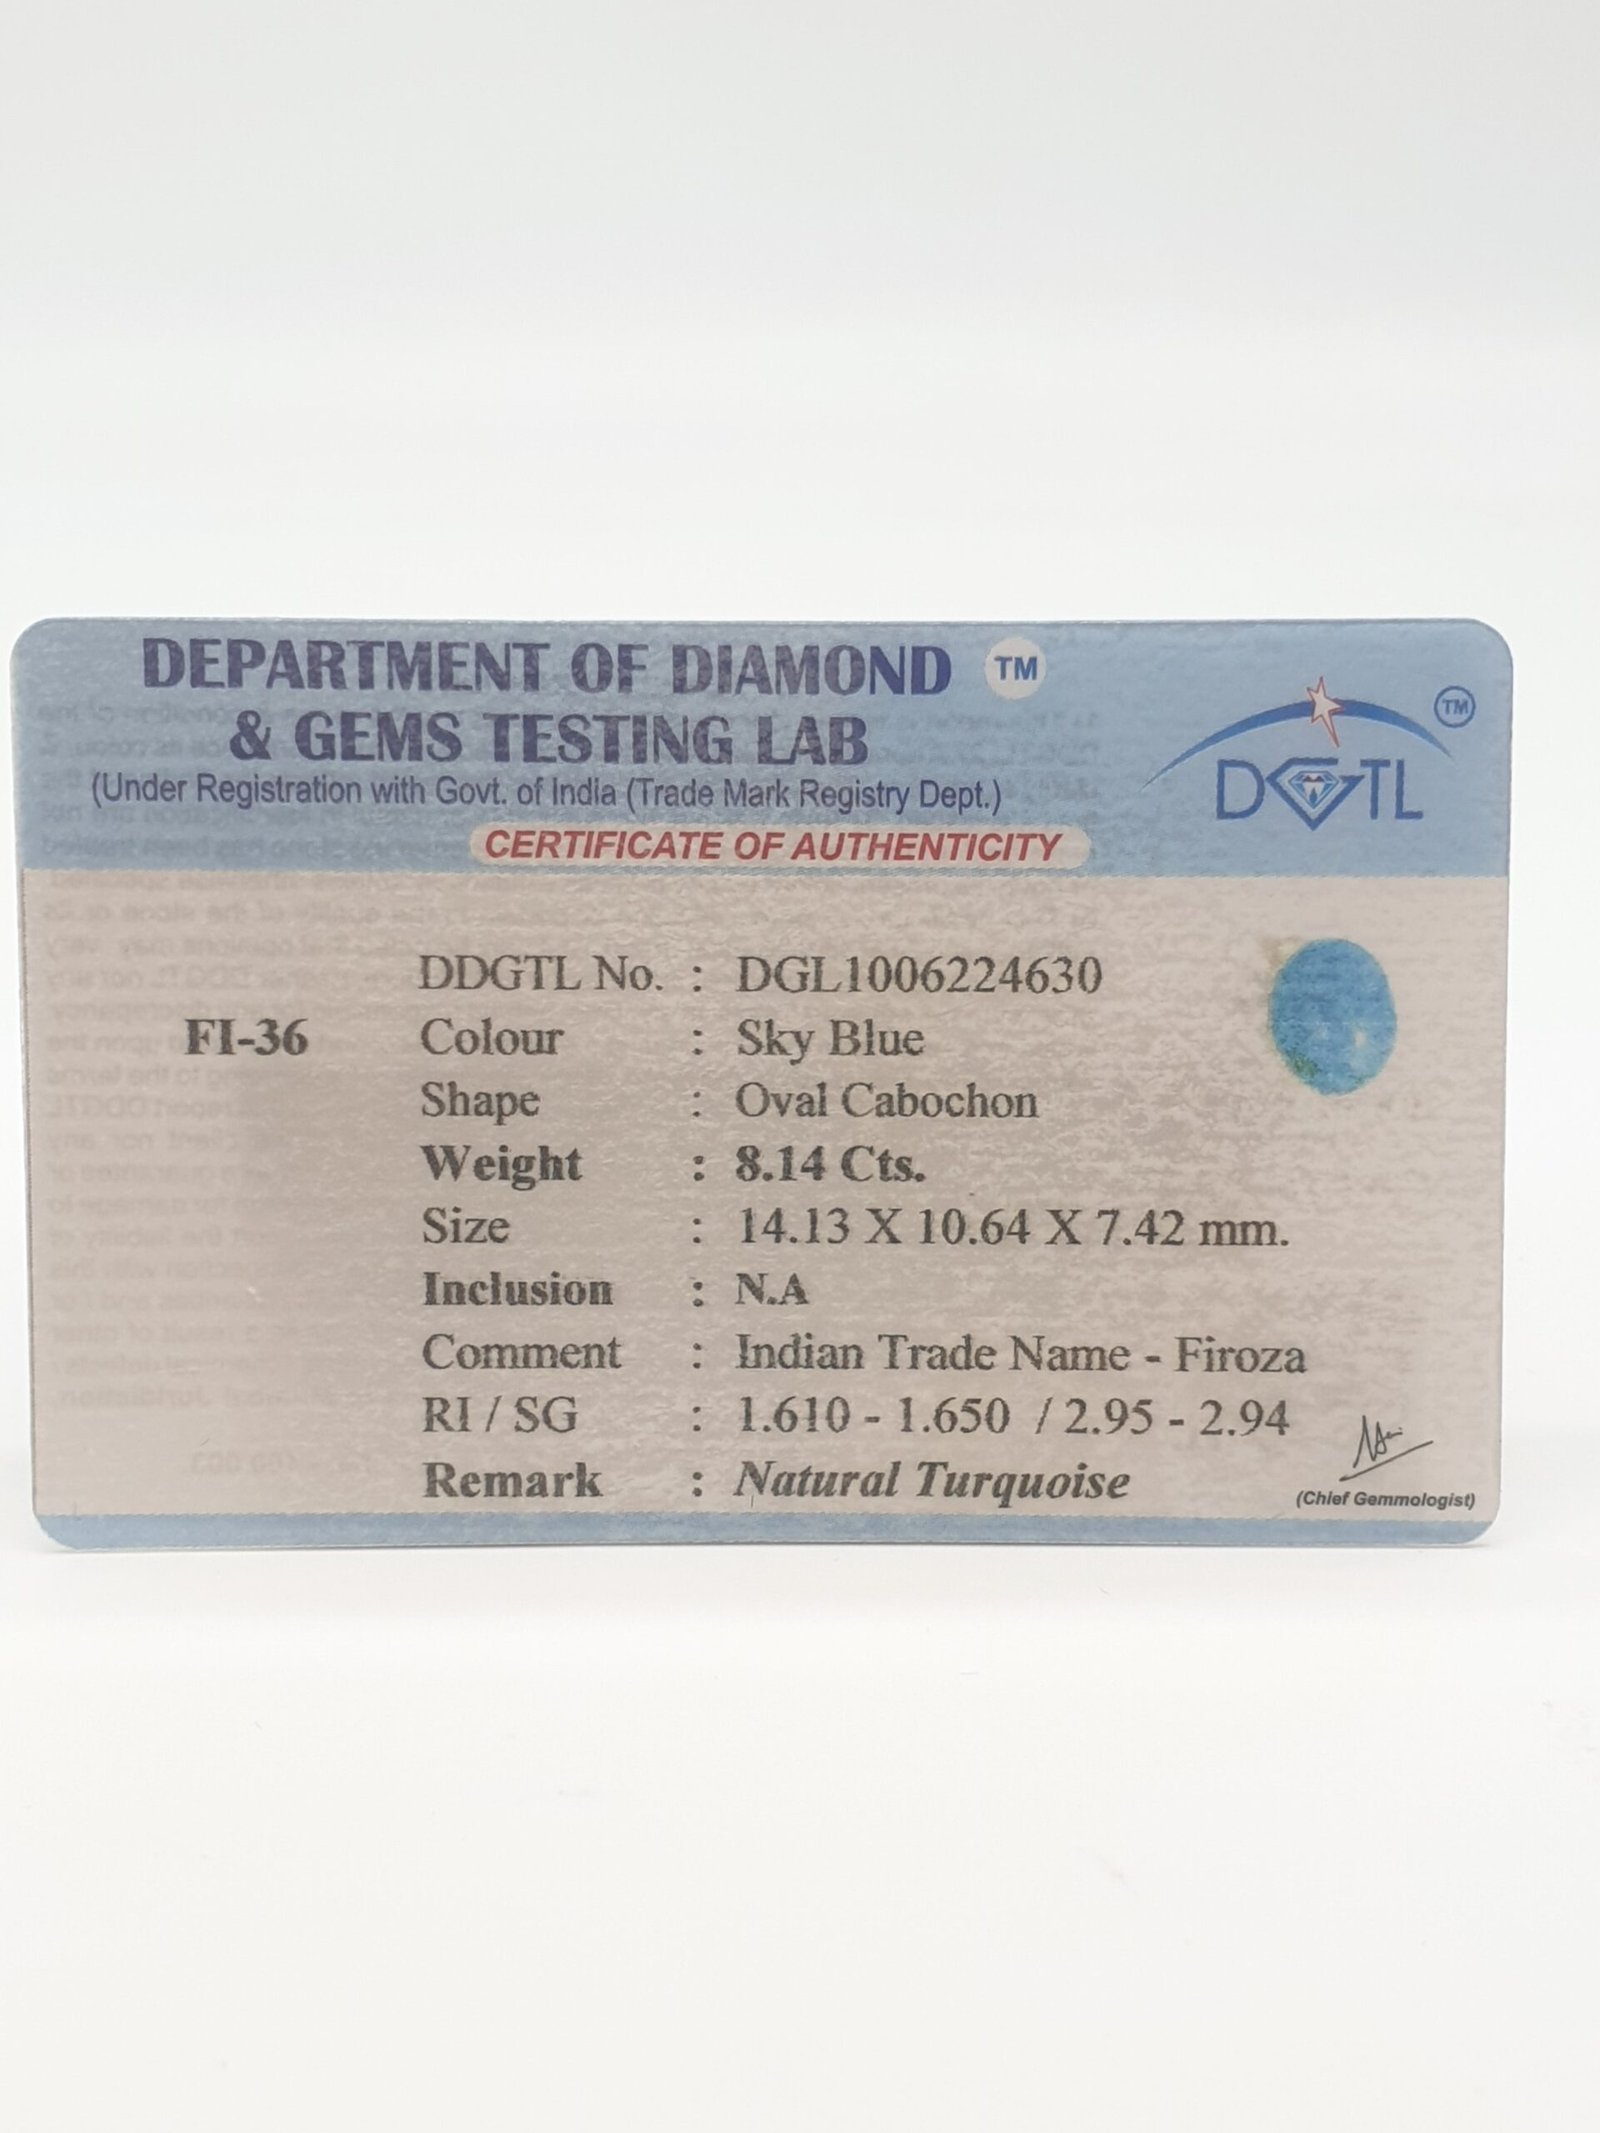 DEPARTMENT OF DIAMOND TM
& GEMS TESTING LAB
(Under Registration with Govt. of India (Trade Mark Registry Dept.)
CERTIFICATE OF AUTHENTICITY
DGTL TM
DDGTL No. : DGL1006224630
FI-36
Colour : Sky Blue
Shape : Oval Cabochon
Weight : 8.14 Cts.
Size : 14.13 X 10.64 X 7.42 mm.
Inclusion : N.A
Comment : Indian Trade Name - Firoza
RI / SG : 1.610 - 1.650 / 2.95 - 2.94
Remark : Natural Turquoise
(Chief Gemmologist)